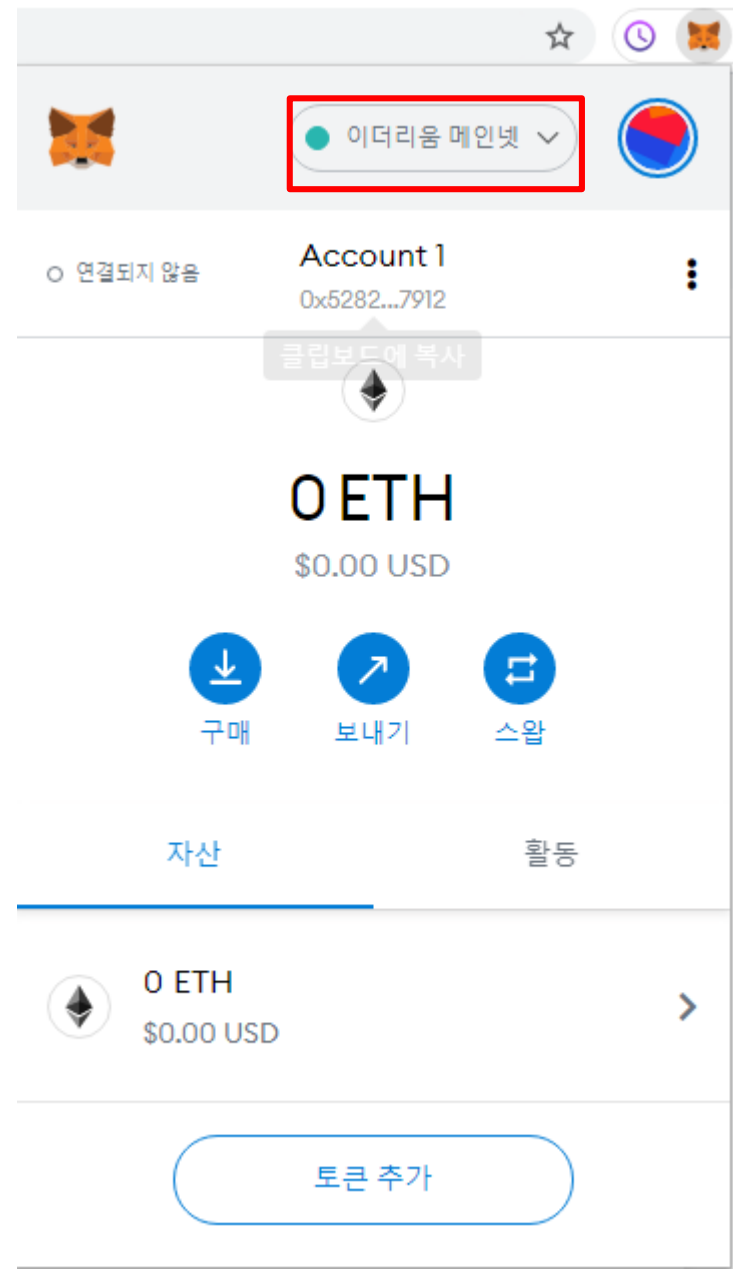 이더리움 메인넷
연결되지 않음
Account 1
0x5282...7912
클립보드에 복사
0 ETH
$0.00 USD
구매 보내기 스왑
자산 활동
0 ETH
$0.00 USD
토큰 추가